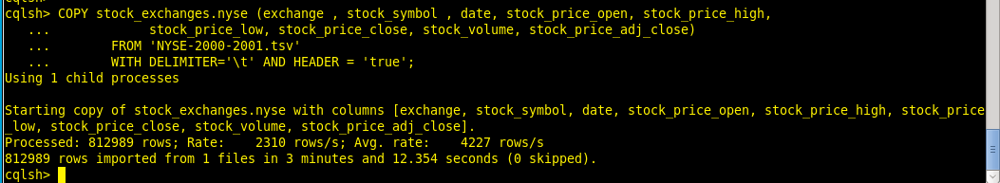 cqlsh> COPY stock_exchanges.nyse (exchange , stock_symbol , date, stock_price_open, stock_price_high,
   ...             stock_price_low, stock_price_close, stock_volume, stock_price_adj_close)
   ...        FROM 'NYSE-2000-2001.tsv'
   ...        WITH DELIMITER='\t' AND HEADER = 'true';
Using 1 child processes

Starting copy of stock_exchanges.nyse with columns [exchange, stock_symbol, date, stock_price_open, stock_price_high, stock_price
_low, stock_price_close, stock_volume, stock_price_adj_close].
Processed: 812989 rows; Rate:    2310 rows/s; Avg. rate:    4227 rows/s
812989 rows imported from 1 files in 3 minutes and 12.354 seconds (0 skipped).
cqlsh>